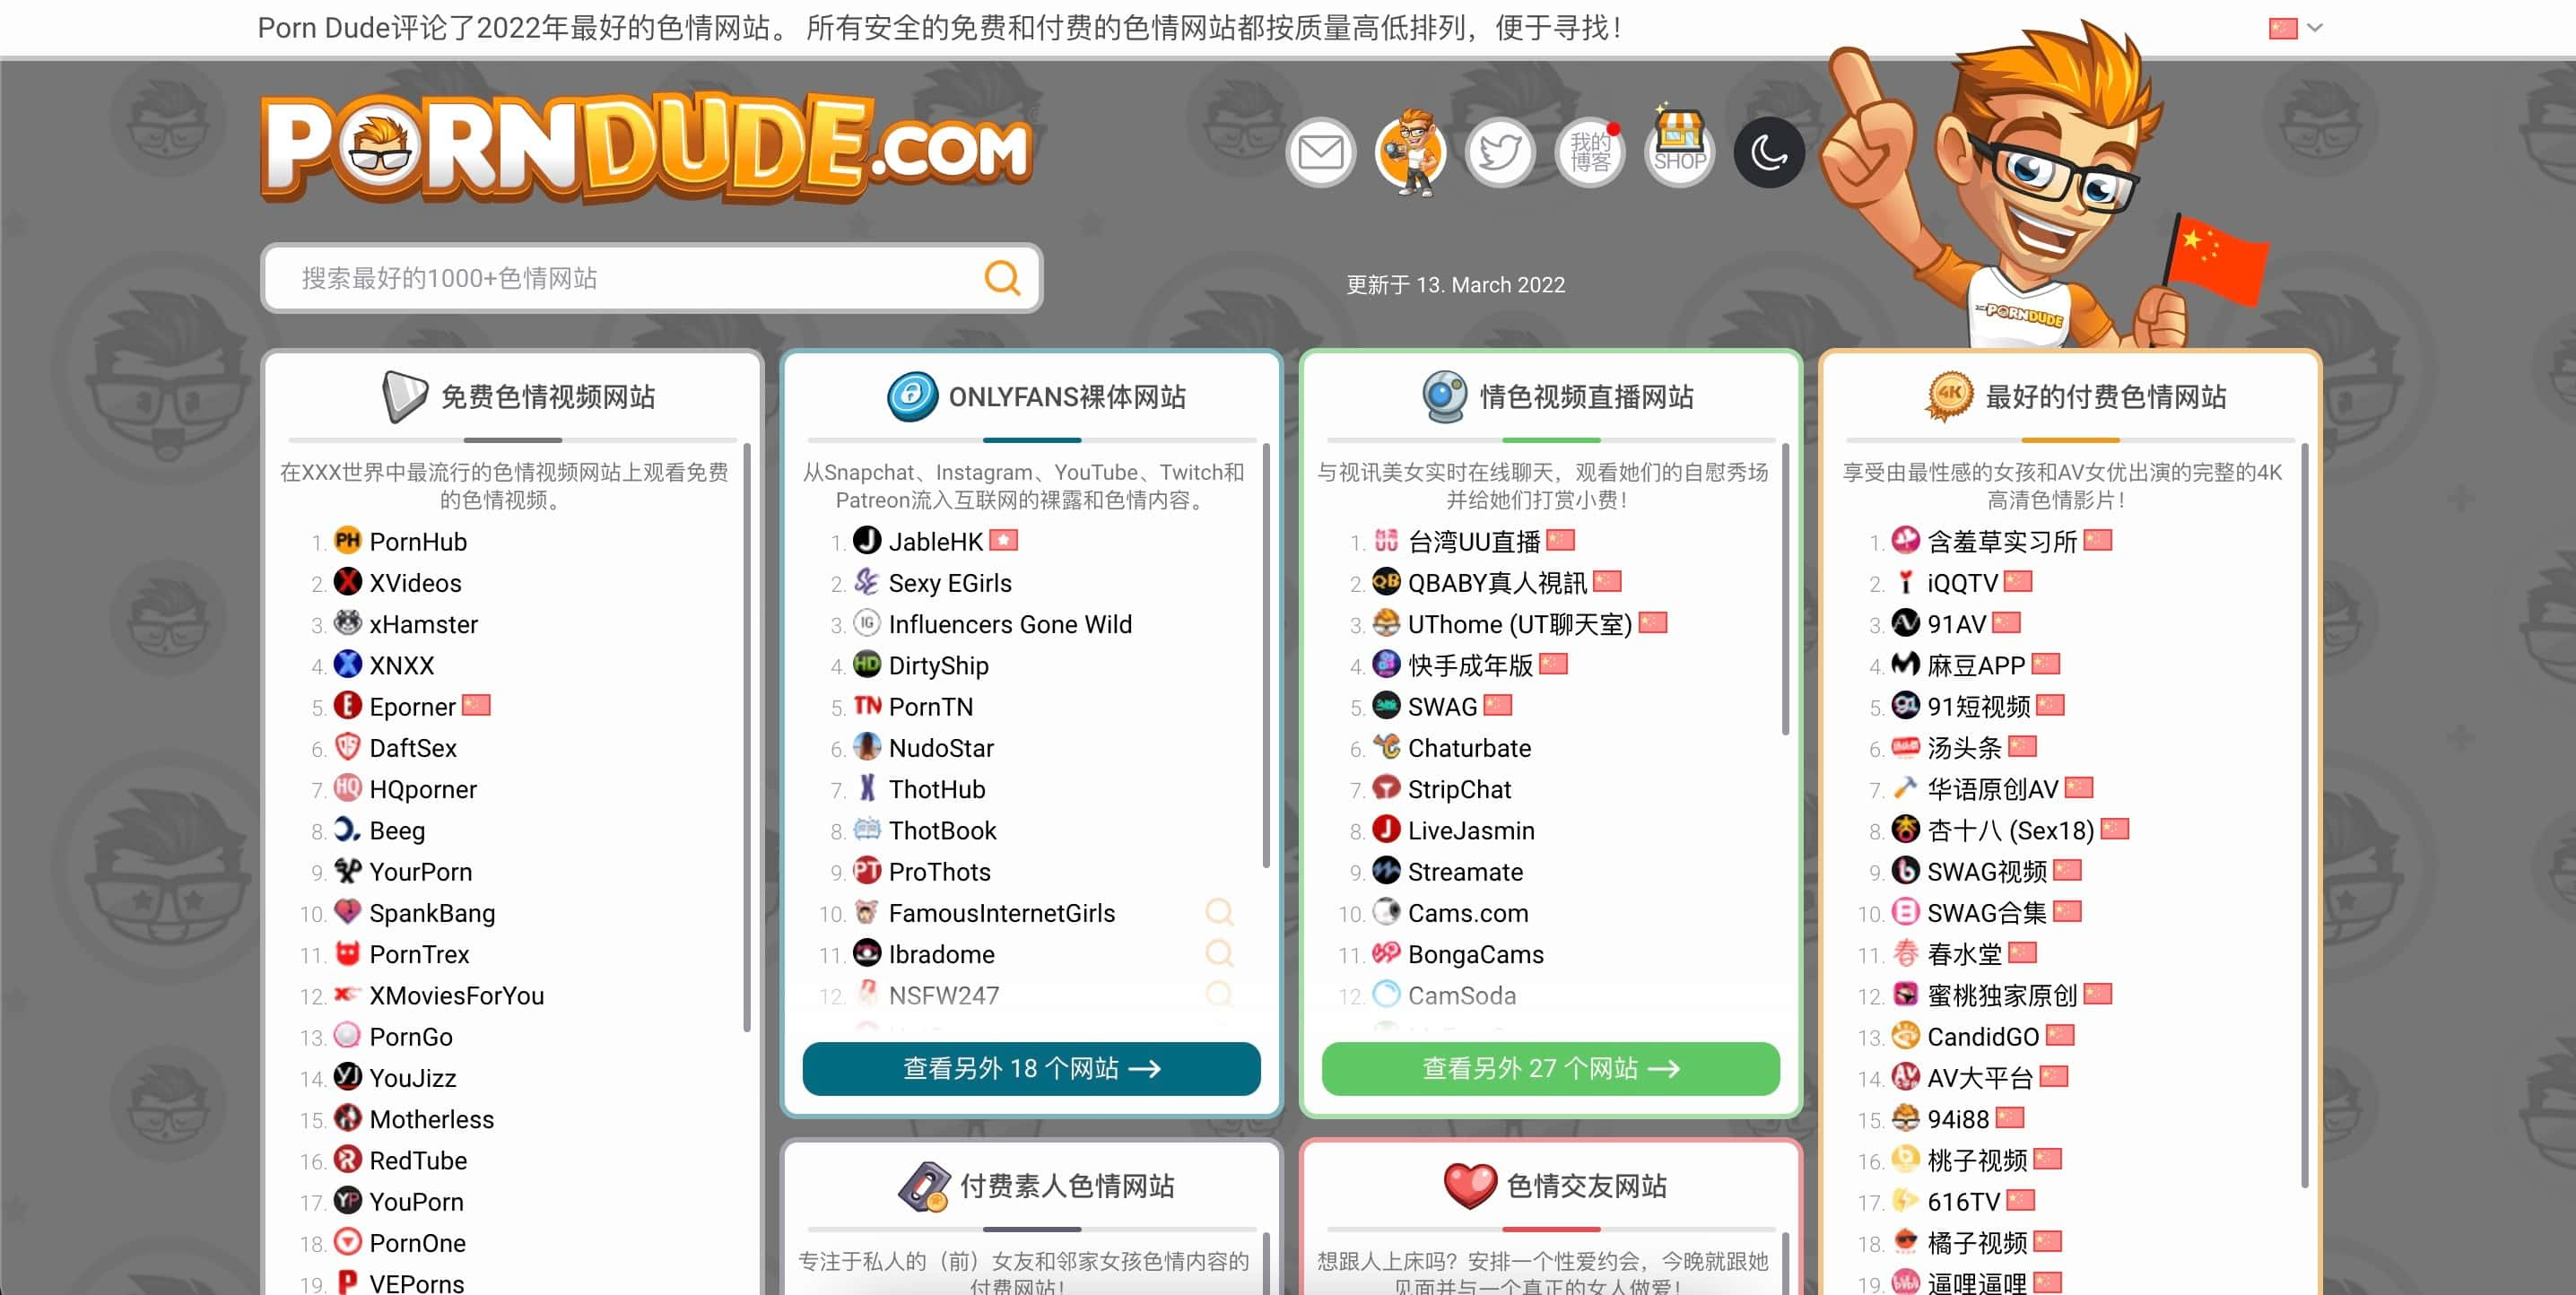 Porn Dude评论了2022年最好的色情网站。 所有安全的免费和付费的色情网站都按质量高低排列，便于寻找！
PORNDUDE.COM
我的
博客
SHOP
搜索最好的1000+色情网站
更新于 13. March 2022
PORNDUDE
免费色情视频网站
在XXX世界中最流行的色情视频网站上观看免费
的色情视频。
1. PH PornHub
2. XVideos
3. xHamster
4. XNXX
5. Eporner
6. DaftSex
7. HQ HQporner
8. Beeg
9. YourPorn
10. SpankBang
11. PornTrex
12. XMoviesForYou
13. PornGo
14. YJ YouJizz
15. Motherless
16. RedTube
17. YP YouPorn
18. PornOne
19. VEPorns
ONLYFANS裸体网站
从Snapchat、Instagram、YouTube、Twitch和
Patreon流入互联网的裸露和色情内容。
1. JableHK
2. Sexy EGirls
3. IG Influencers Gone Wild
4. HD DirtyShip
5. TN PornTN
6. NudoStar
7. ThotHub
8. ThotBook
9. PT ProThots
10. FamousInternetGirls
11. Ibradome
12. NSFW247
查看另外 18 个网站
付费素人色情网站
专注于私人的（前）女友和邻家女孩色情内容的
付费网站！
情色视频直播网站
与视讯美女实时在线聊天，观看她们的自慰秀场
并给她们打赏小费！
1. 台湾UU直播
2. QB QBABY真人視訊
3. UThome (UT聊天室)
4. 快手成年版
5. SWAG
6. Chaturbate
7. StripChat
8. LiveJasmin
9. Streamate
10. Cams.com
11. BongaCams
12. CamSoda
查看另外 27 个网站
色情交友网站
想跟人上床吗？安排一个性爱约会，今晚就跟她
见面并与一个真正的女人做爱！
4K 最好的付费色情网站
享受由最性感的女孩和AV女优出演的完整的4K
高清色情影片！
1. 含羞草实习所
2. iQQTV
3. 91AV
4. 麻豆APP
5. 91短视频
6. 汤头条
7. 华语原创AV
8. 杏十八 (Sex18)
9. SWAG视频
10. SWAG合集
11. 春水堂
12. 蜜桃独家原创
13. CandidGO
14. AV大平台
15. 94i88
16. 桃子视频
17. 616TV
18. 橘子视频
19. 逼哩逼哩